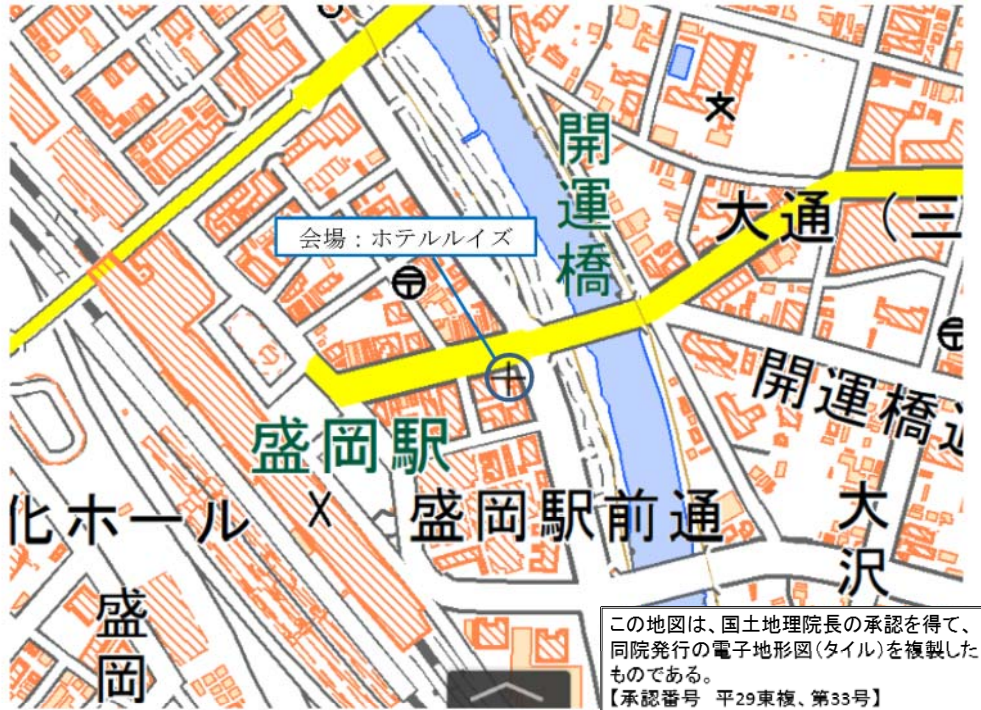 開運橋
大通（三
会場：ホテルルイズ
開運橋通
盛岡駅
化ホール
盛岡駅前通
大沢
盛岡
この地図は、国土地理院長の承認を得て、
同院発行の電子地形図（タイル）を複製した
ものである。
【承認番号　平29東複、第33号】